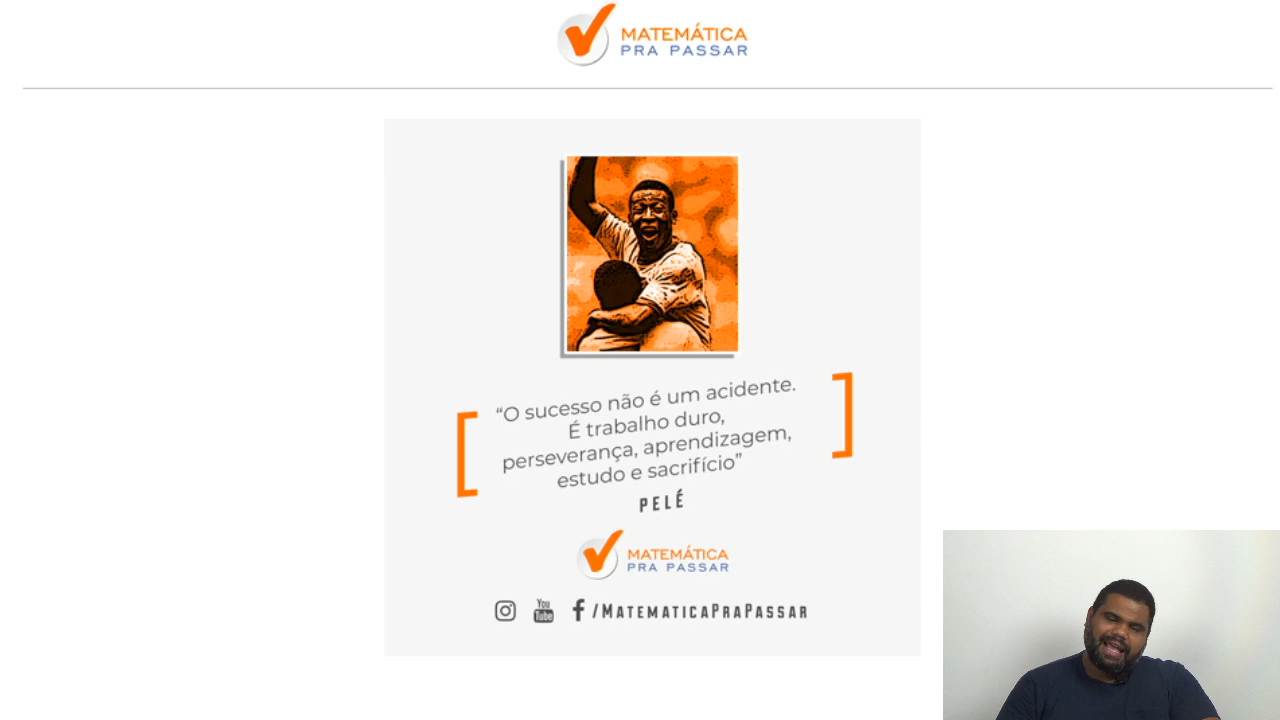 MATEMÁTICA
PRA PASSAR
“O sucesso não é um acidente.
É trabalho duro,
perseverança, aprendizagem,
estudo e sacrifício”
PELÉ
MATEMÁTICA
PRA PASSAR
You
Tube
/MATEMATICAPRAPASSAR